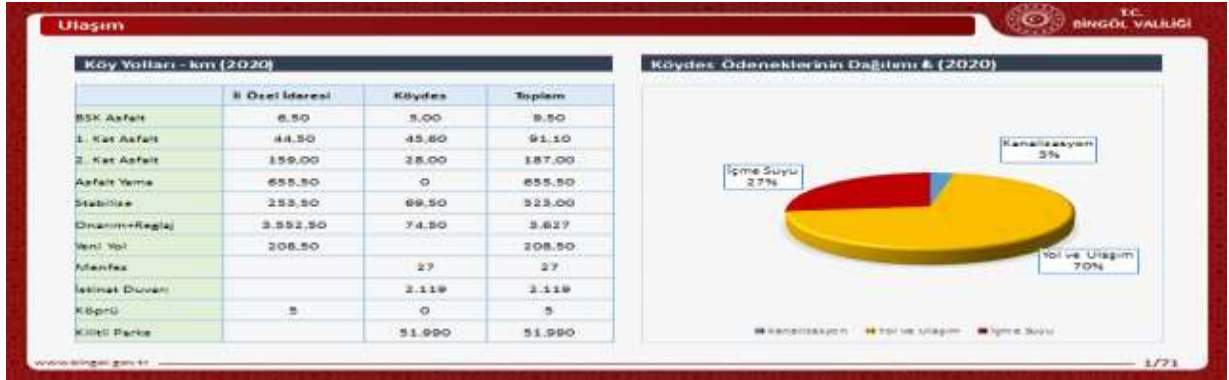 Ulaşım
T.C.
BİNGÖL VALİLİĞİ
Köy Yolları - km (2020)
İl Özel İdaresi Köydes Toplam
BSK Asfalt 6.50 3.00 9.50
1. Kat Asfalt 44,50 45,60 91.10
2. Kat Asfalt 159,00 28,00 187,00
Asfalt Yama 655,50 0 655,50
Stabilize 253,50 69,50 323,00
Onarım+Reglaj 3.552,50 74,50 3.627
Yeni Yol 208,50 208,50
Menfez 27 27
İstinat Duvarı 2.119 2.119
Köprü 5 0 5
Kilitli Parke 51.990 51.990
Köydes Ödeneklerinin Dağılımı & (2020)
Kanalizasyon
3%
İçme Suyu
27%
Yol ve Ulaşım
70%
Kanalizasyon Yol ve Ulaşım İçme Suyu
www.bingol.gov.tr
1/71